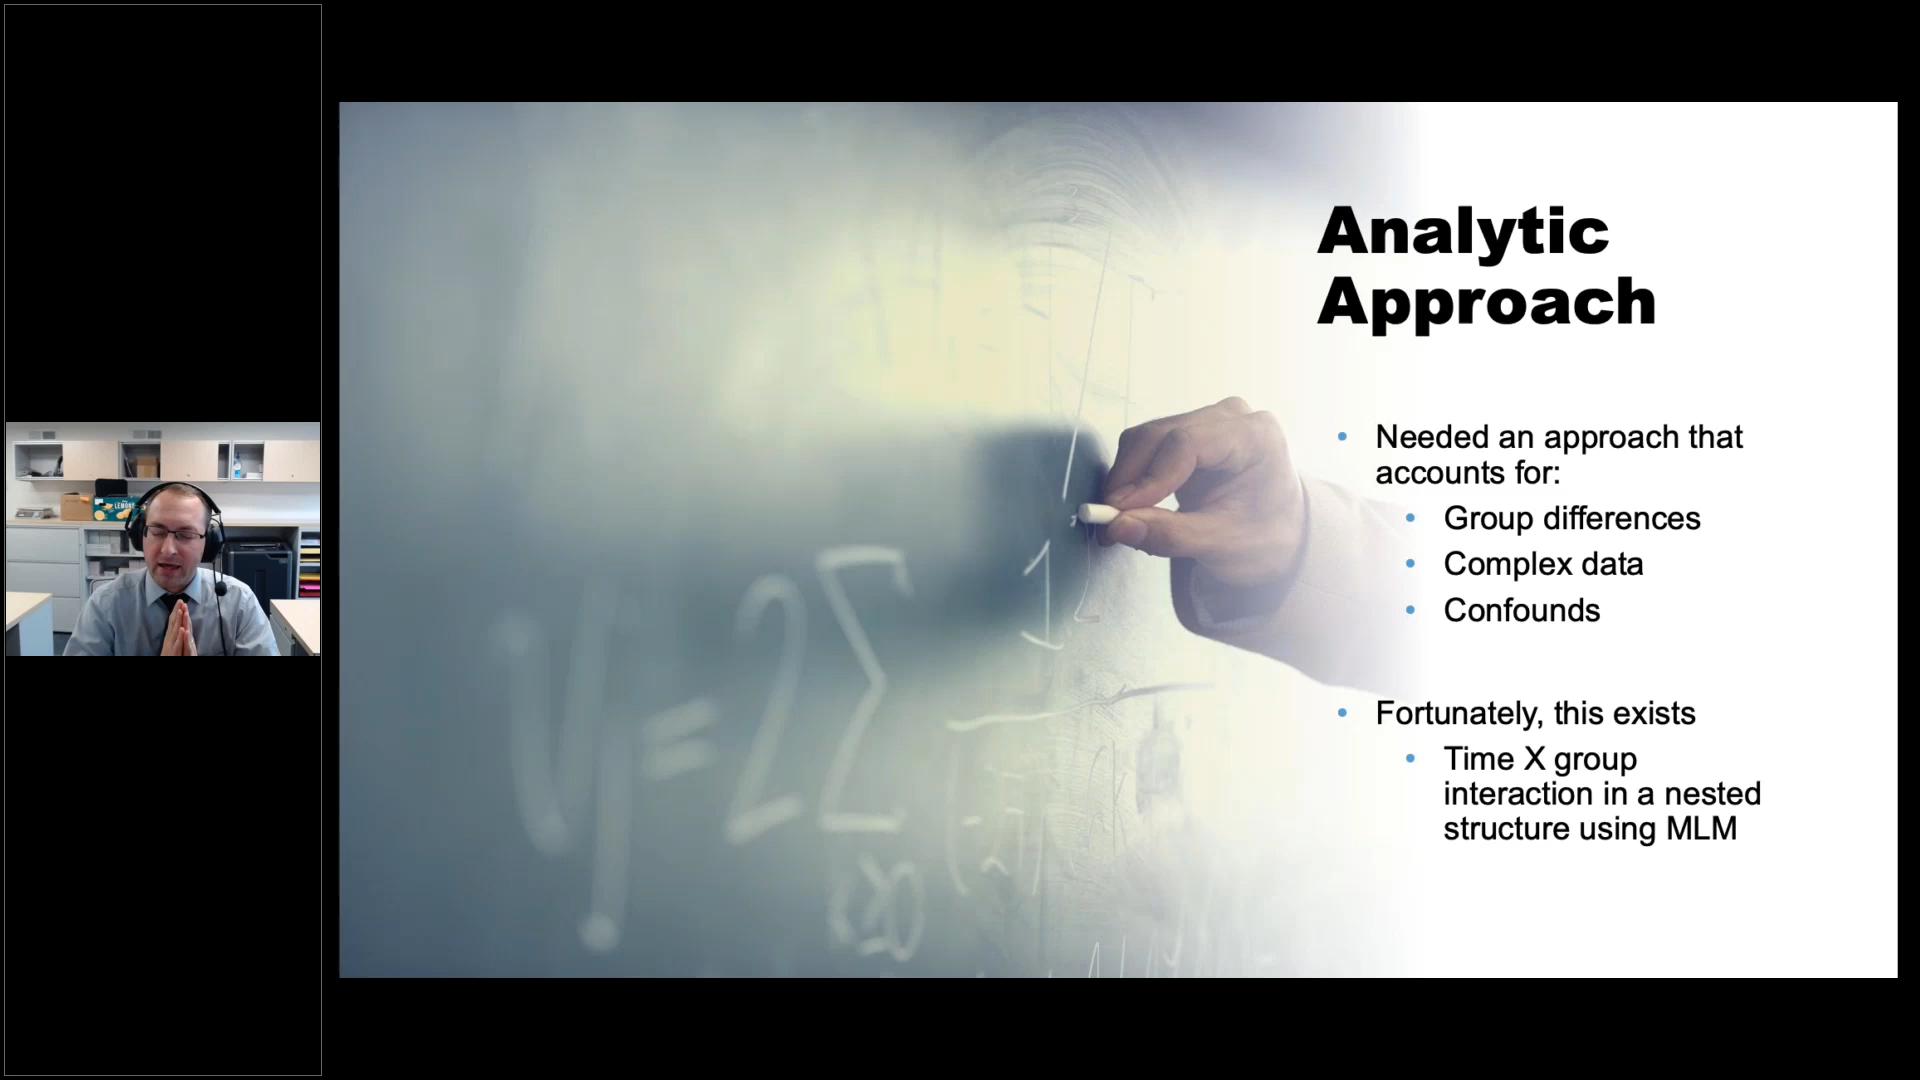 Analytic
Approach
• Needed an approach that
accounts for:
• Group differences
• Complex data
• Confounds
• Fortunately, this exists
• Time X group
interaction in a nested
structure using MLM